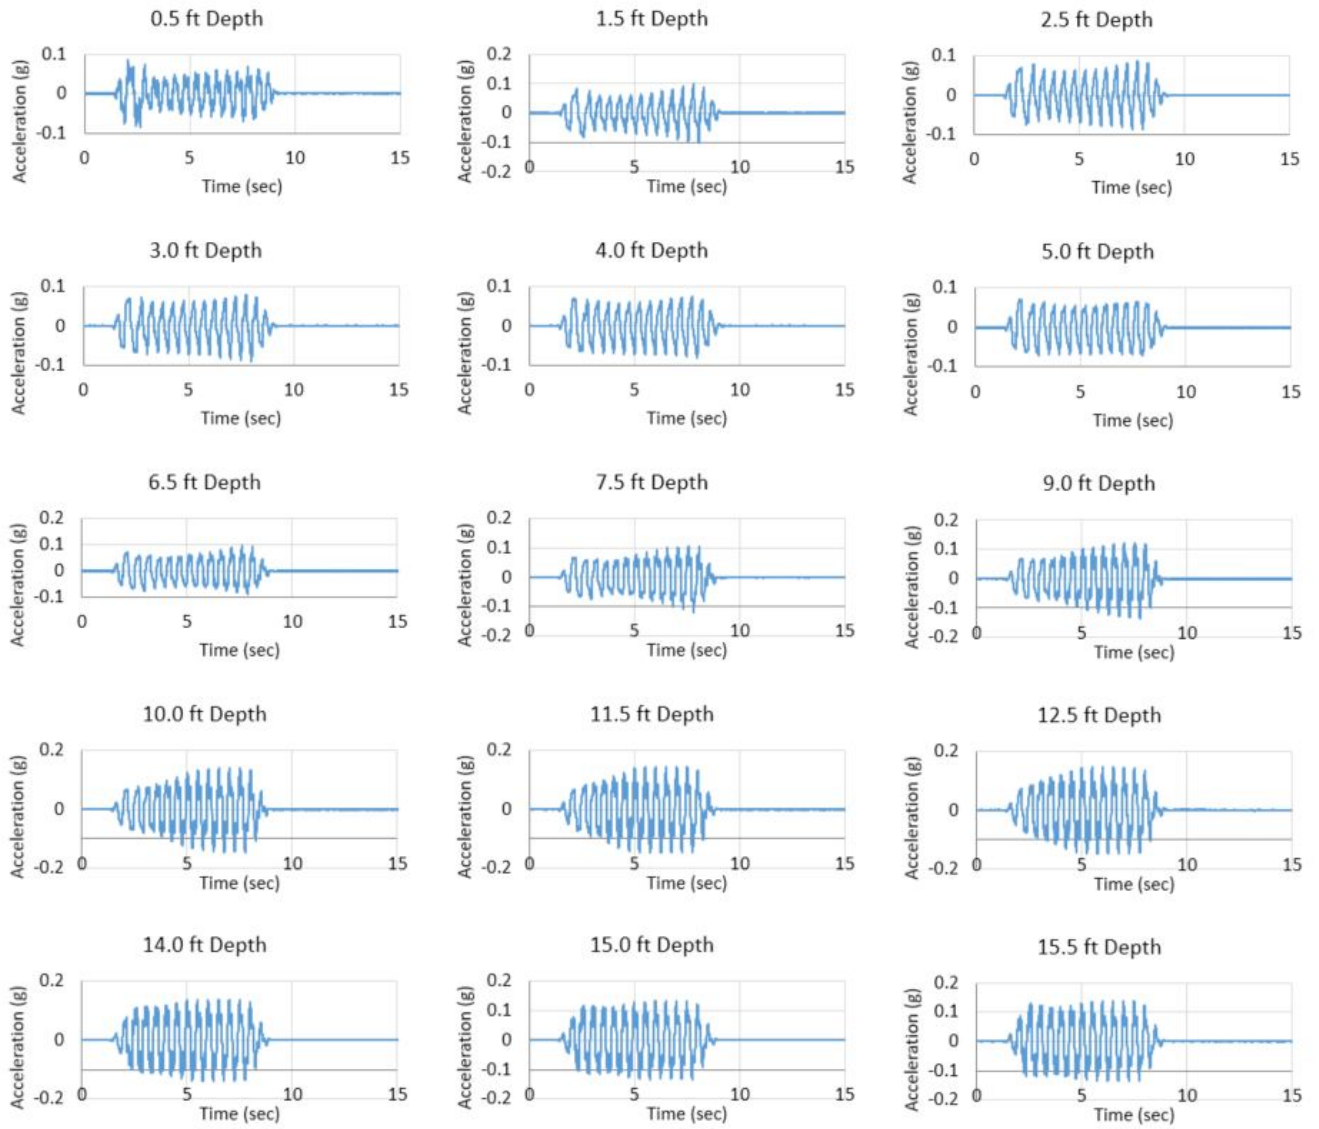 0.5 ft Depth
Acceleration (g)
0.1
0
-0.1
0 5 10 15
Time (sec)
1.5 ft Depth
Acceleration (g)
0.2
0.1
0
-0.1
-0.2
0 5 10 15
Time (sec)
2.5 ft Depth
Acceleration (g)
0.1
0
-0.1
0 5 10 15
Time (sec)
3.0 ft Depth
Acceleration (g)
0.1
0
-0.1
0 5 10 15
Time (sec)
4.0 ft Depth
Acceleration (g)
0.1
0
-0.1
0 5 10 15
Time (sec)
5.0 ft Depth
Acceleration (g)
0.1
0
-0.1
0 5 10 15
Time (sec)
6.5 ft Depth
Acceleration (g)
0.2
0.1
0
-0.1
0 5 10 15
Time (sec)
7.5 ft Depth
Acceleration (g)
0.2
0.1
0
-0.1
-0.2
0 5 10 15
Time (sec)
9.0 ft Depth
Acceleration (g)
0.2
0.1
0
-0.1
-0.2
0 5 10 15
Time (sec)
10.0 ft Depth
Acceleration (g)
0.2
0
-0.2
0 5 10 15
Time (sec)
11.5 ft Depth
Acceleration (g)
0.2
0
-0.2
0 5 10 15
Time (sec)
12.5 ft Depth
Acceleration (g)
0.2
0
-0.2
0 5 10 15
Time (sec)
14.0 ft Depth
Acceleration (g)
0.2
0
-0.2
0 5 10 15
Time (sec)
15.0 ft Depth
Acceleration (g)
0.2
0.1
0
-0.1
-0.2
0 5 10 15
Time (sec)
15.5 ft Depth
Acceleration (g)
0.2
0.1
0
-0.1
-0.2
0 5 10 15
Time (sec)